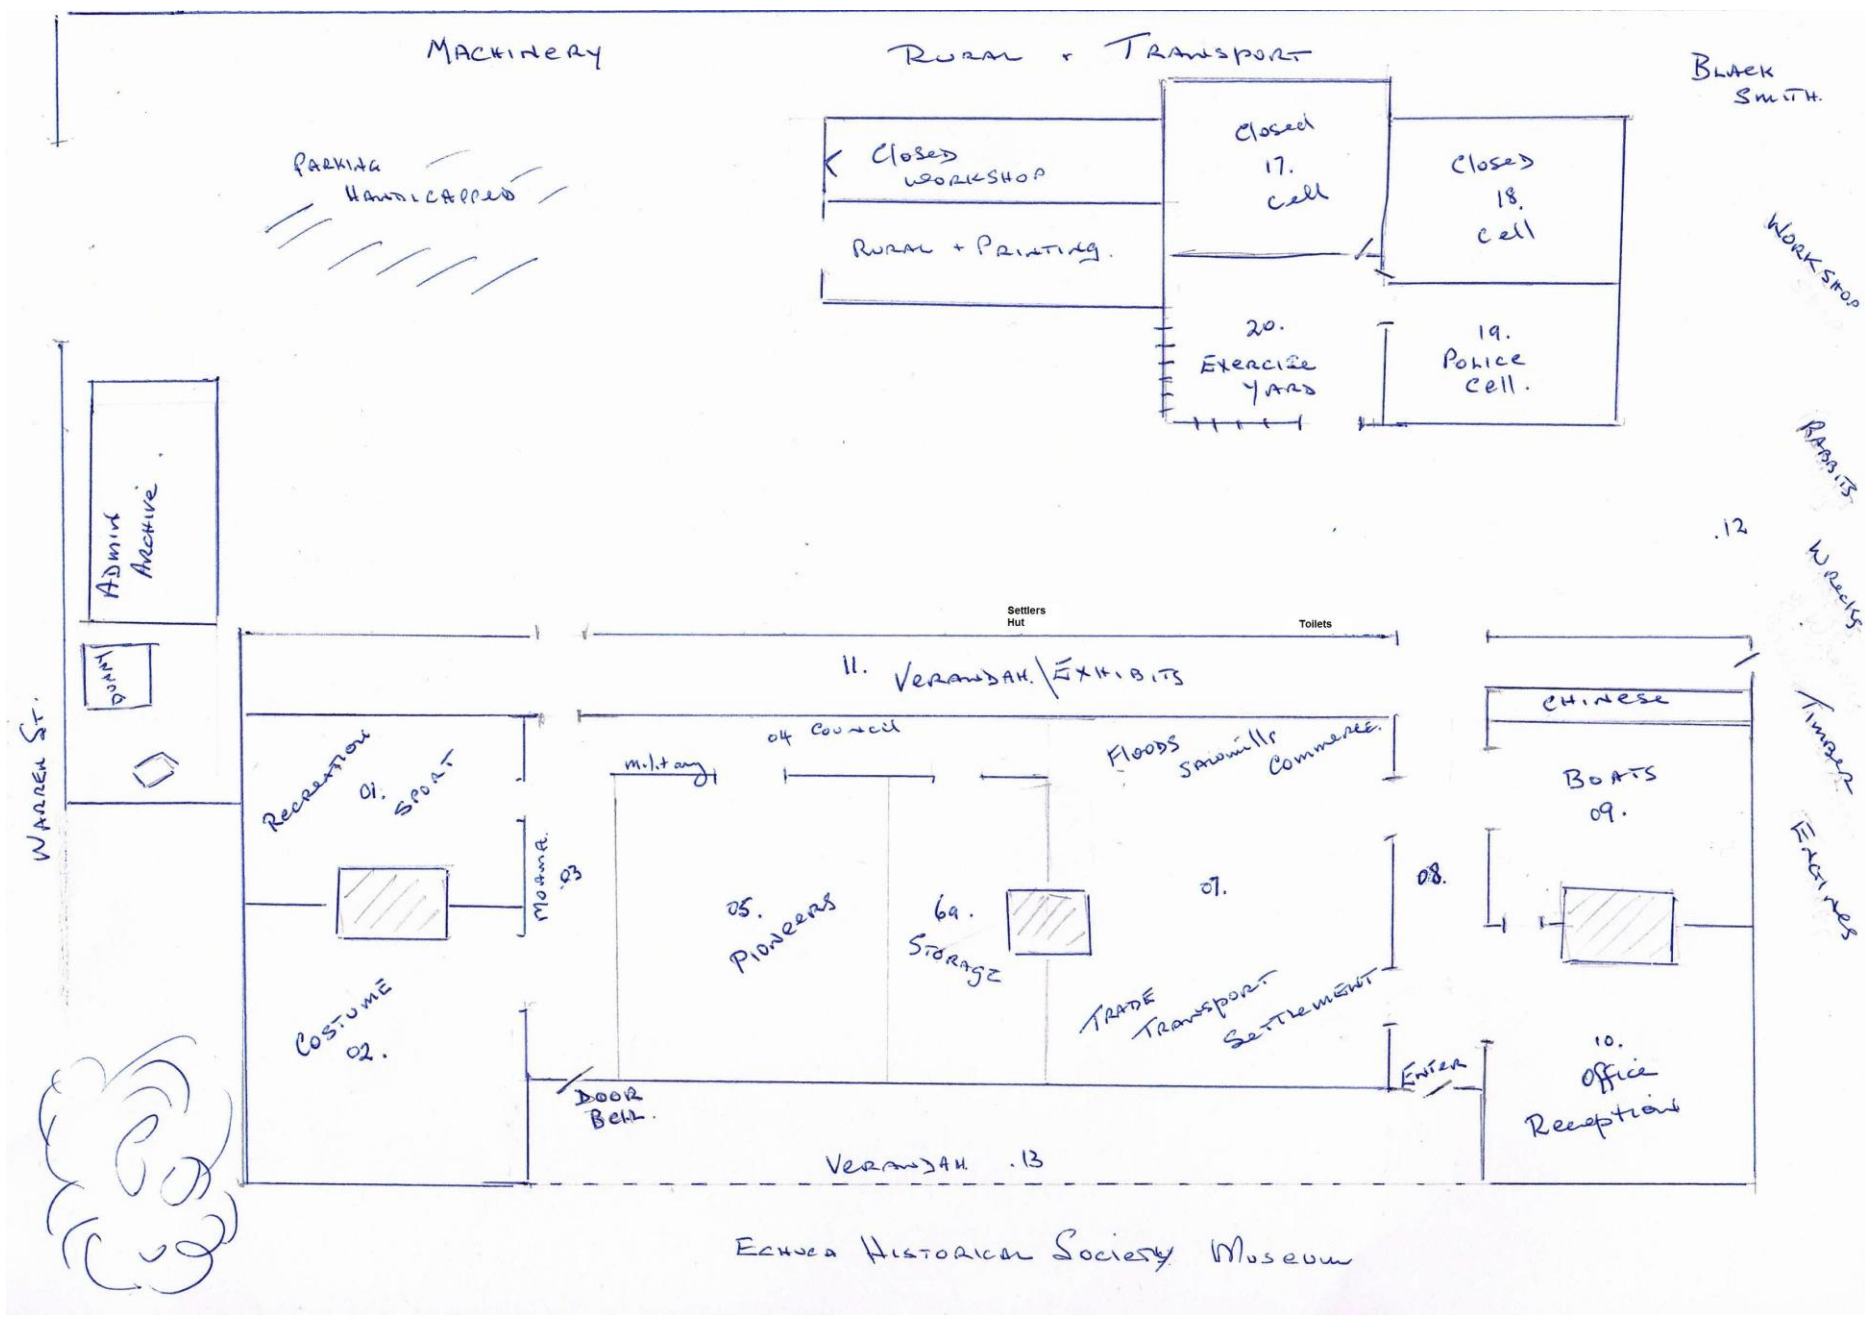 MACHINERY
RURAL + TRANSPORT
BLACK
SMITH.
PARKING
HANDICAPPED
CLOSED
WORKSHOP
Closed
17.
Cell
CLOSED
18.
Cell
WORKSHOP
RURAL + PRINTING.
20.
EXERCISE
YARD
19.
POLICE
CELL.
RABBITS
ADMIN
ARCHIVE.
.12
WRECKS
Settlers
Hut
Toilets
DUNNY
11. VERANDAH\EXHIBITS
CHINESE
TIMBER
WARREN ST.
RECREATION
01.
SPORT
04 COUNCIL
military
FLOODS
SAWMILLS
COMMERCE.
BOATS
09.
ENGINES
MOAMA.
03
05.
PIONEERS
6a.
STORAGE
07.
08.
COSTUME
02.
TRADE
TRANSPORT
SETTLEMENT
ENTER
10.
Office
Reception
DOOR
BELL.
VERANDAH .13
ECHUCA HISTORICAL SOCIETY MUSEUM